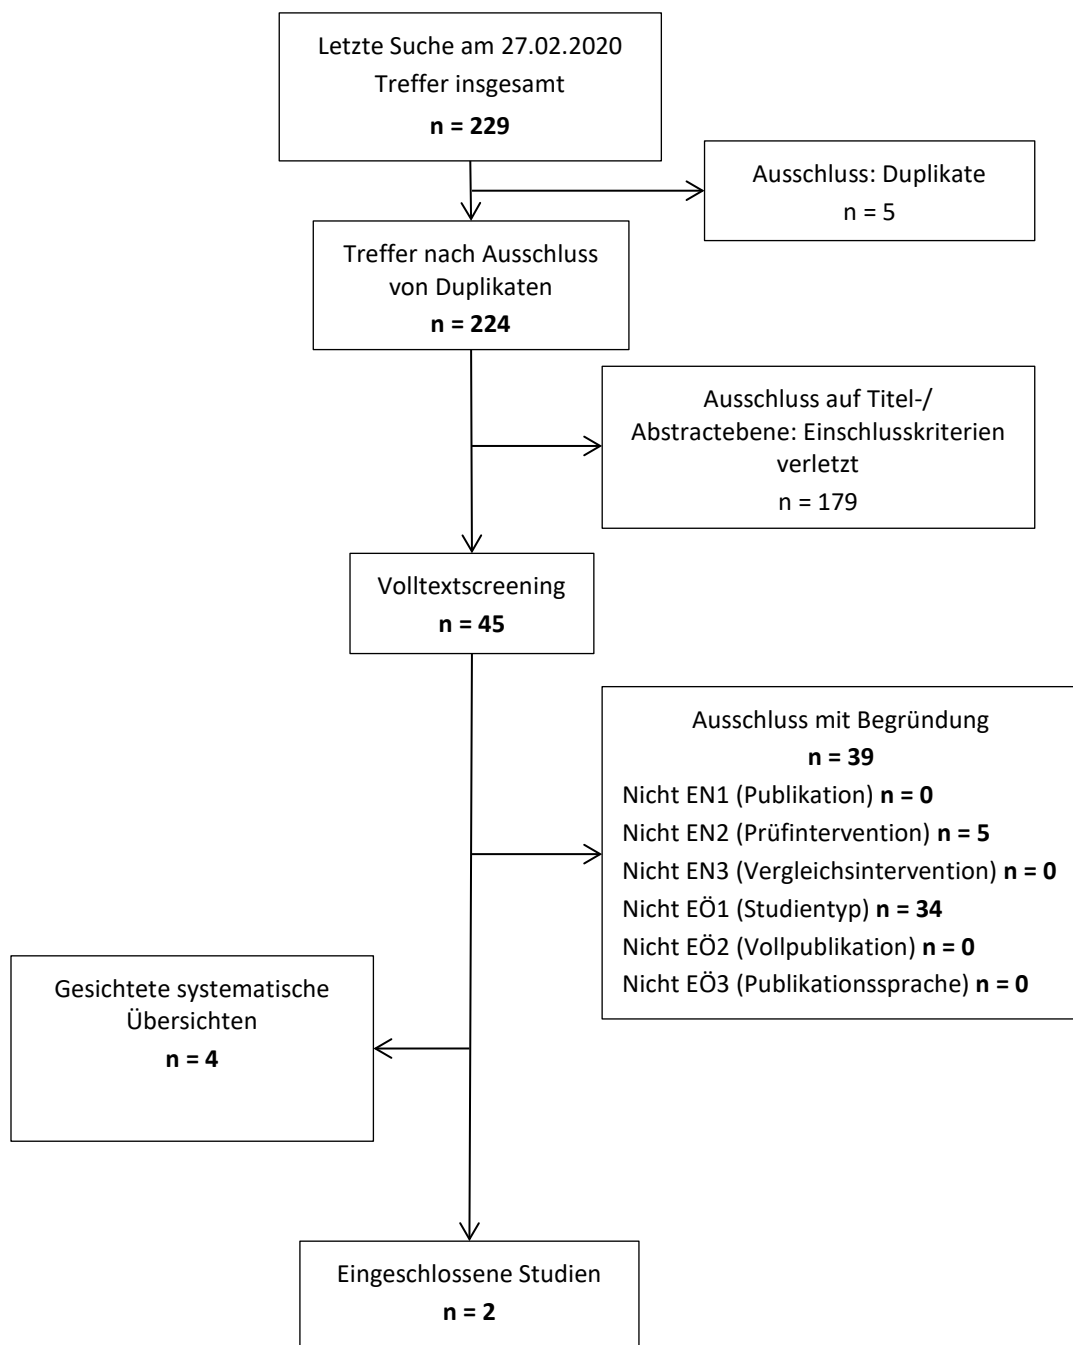 Letzte Suche am 27.02.2020
Treffer insgesamt
n = 229
Ausschluss: Duplikate
n = 5
Treffer nach Ausschluss
von Duplikaten
n = 224
Ausschluss auf Titel-/
Abstractebene: Einschlusskriterien
verletzt
n = 179
Volltextscreening
n = 45
Ausschluss mit Begründung
n = 39
Nicht EN1 (Publikation) n = 0
Nicht EN2 (Prüfintervention) n = 5
Nicht EN3 (Vergleichsintervention) n = 0
Nicht EÖ1 (Studientyp) n = 34
Nicht EÖ2 (Vollpublikation) n = 0
Nicht EÖ3 (Publikationssprache) n = 0
Gesichtete systematische
Übersichten
n = 4
Eingeschlossene Studien
n = 2